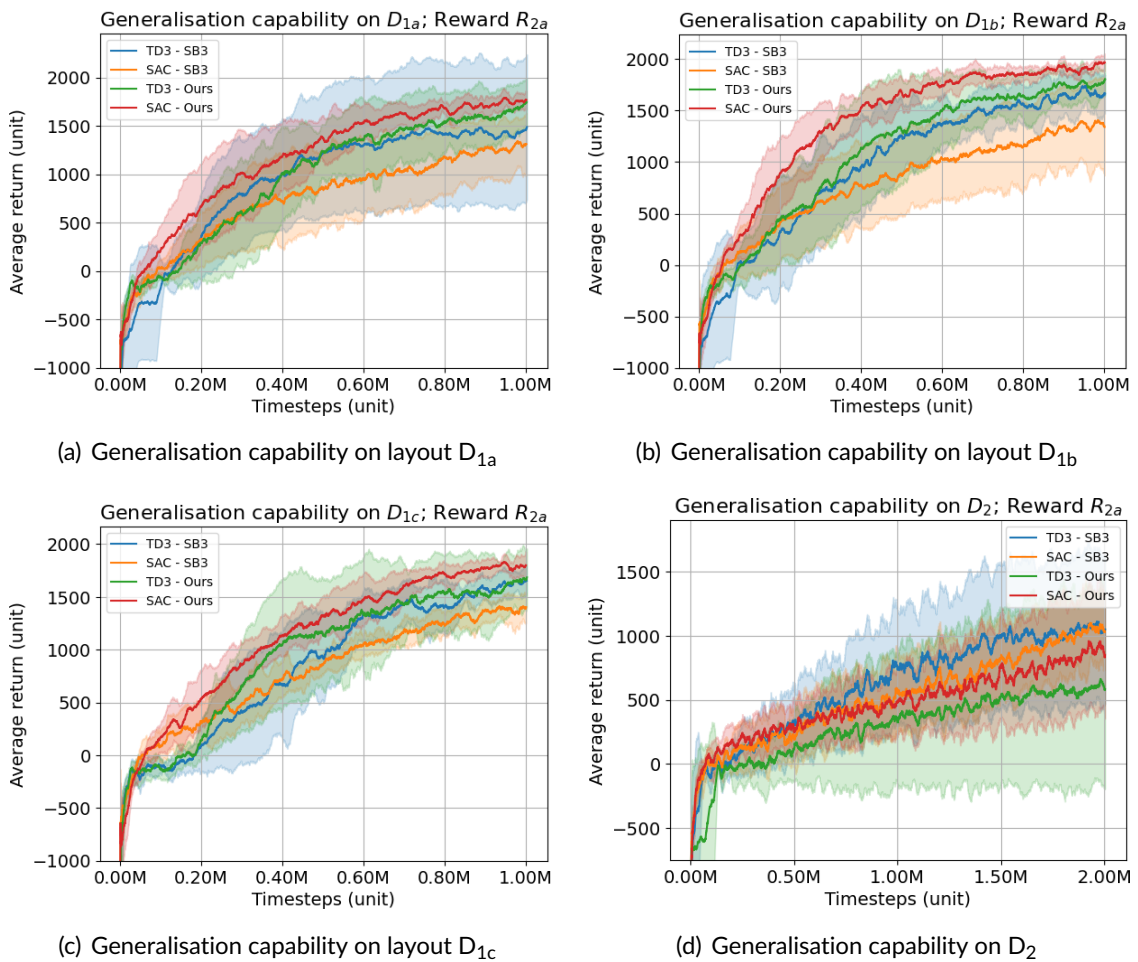 Generalisation capability on D1a; Reward R2a
TD3 - SB3
SAC - SB3
TD3 - Ours
SAC - Ours
Average return (unit)
2000
1500
1000
500
0
−500
−1000
0.00M 0.20M 0.40M 0.60M 0.80M 1.00M
Timesteps (unit)
(a) Generalisation capability on layout D1a
Generalisation capability on D1b; Reward R2a
TD3 - SB3
SAC - SB3
TD3 - Ours
SAC - Ours
Average return (unit)
2000
1500
1000
500
0
−500
−1000
0.00M 0.20M 0.40M 0.60M 0.80M 1.00M
Timesteps (unit)
(b) Generalisation capability on layout D1b
Generalisation capability on D1c; Reward R2a
TD3 - SB3
SAC - SB3
TD3 - Ours
SAC - Ours
Average return (unit)
2000
1500
1000
500
0
−500
−1000
0.00M 0.20M 0.40M 0.60M 0.80M 1.00M
Timesteps (unit)
(c) Generalisation capability on layout D1c
Generalisation capability on D2; Reward R2a
TD3 - SB3
SAC - SB3
TD3 - Ours
SAC - Ours
Average return (unit)
1500
1000
500
0
−500
0.00M 0.50M 1.00M 1.50M 2.00M
Timesteps (unit)
(d) Generalisation capability on D2